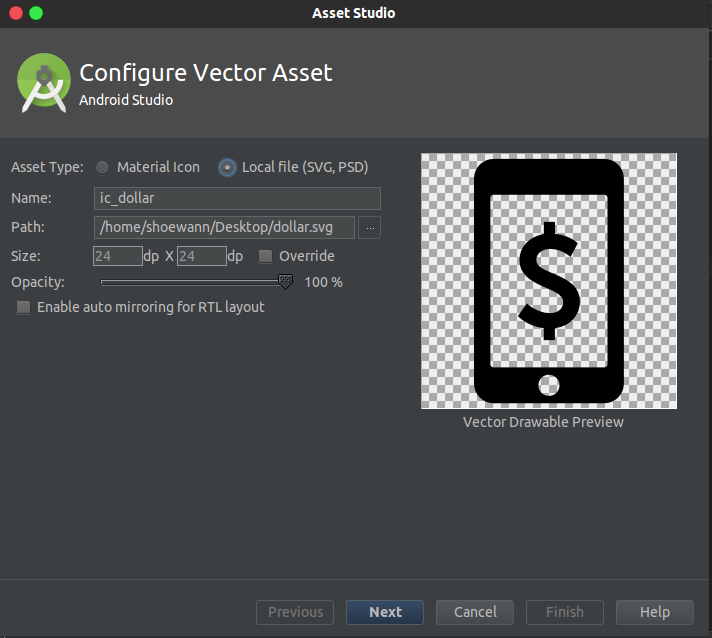 Asset Studio
Configure Vector Asset
Android Studio
Asset Type: Material Icon Local file (SVG, PSD)
Name: ic_dollar
Path: /home/shoewann/Desktop/dollar.svg ...
Size: 24 dp X 24 dp Override
Opacity: 100 %
Enable auto mirroring for RTL layout
$
Vector Drawable Preview
Previous Next Cancel Finish Help